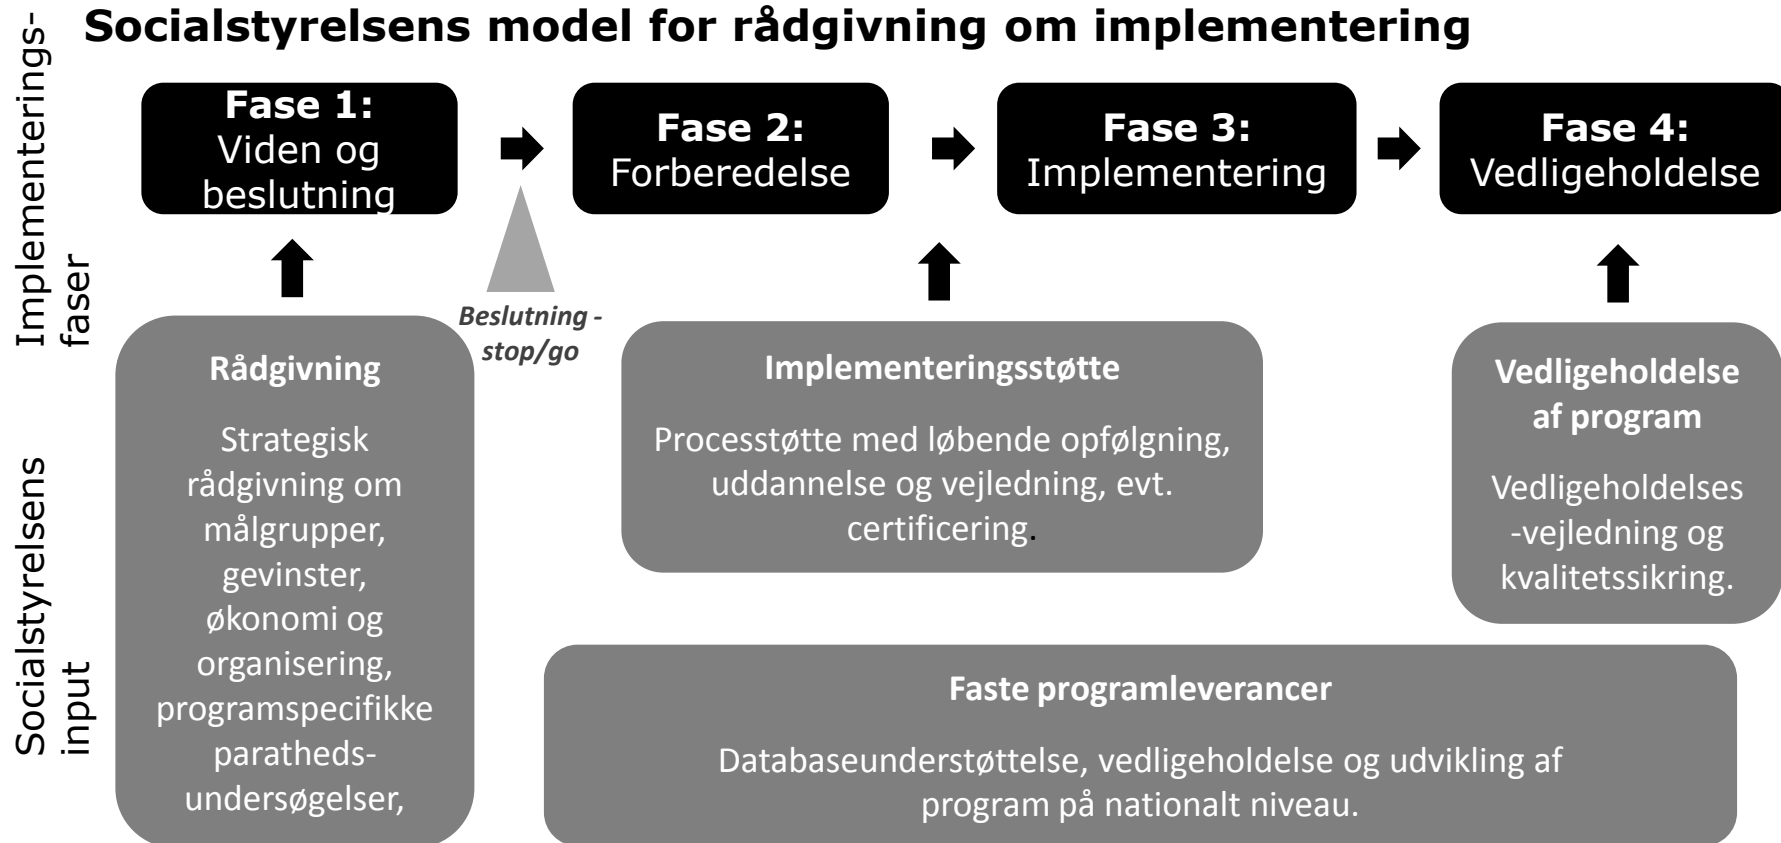 Socialstyrelsens model for rådgivning om implementering
Implementerings-
faser
Fase 1:
Viden og
beslutning
Fase 2:
Forberedelse
Fase 3:
Implementering
Fase 4:
Vedligeholdelse
Beslutning -
stop/go
Socialstyrelsens
input
Rådgivning
Strategisk
rådgivning om
målgrupper,
gevinster,
økonomi og
organisering,
programspecifikke
paratheds-
undersøgelser,
Implementeringsstøtte
Processtøtte med løbende opfølgning,
uddannelse og vejledning, evt.
certificering.
Vedligeholdelse
af program
Vedligeholdelses
-vejledning og
kvalitetssikring.
Faste programleverancer
Databaseunderstøttelse, vedligeholdelse og udvikling af
program på nationalt niveau.